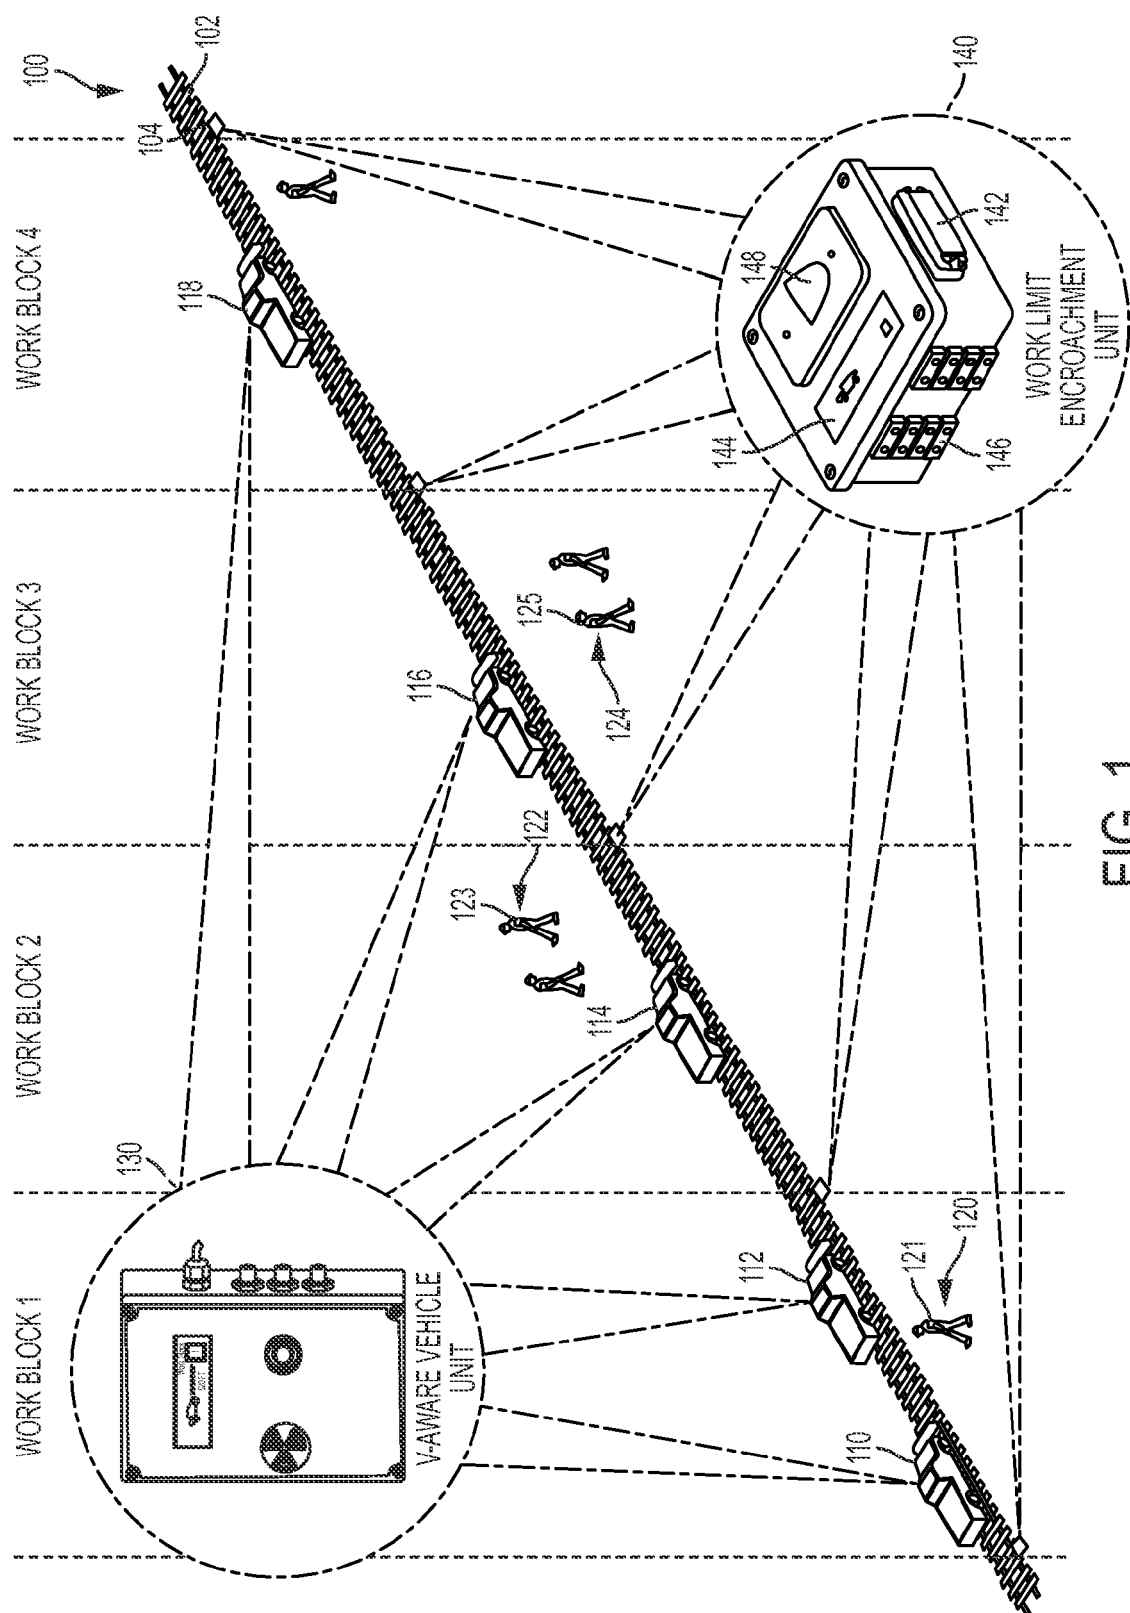 100
102
104
WORK BLOCK 1
WORK BLOCK 2
WORK BLOCK 3
WORK BLOCK 4
130
V-AWARE VEHICLE
UNIT
118
116
114
112
110
122
123
125
124
121
120
140
148
142
144
146
WORK LIMIT
ENCROACHMENT
UNIT
FIG. 1